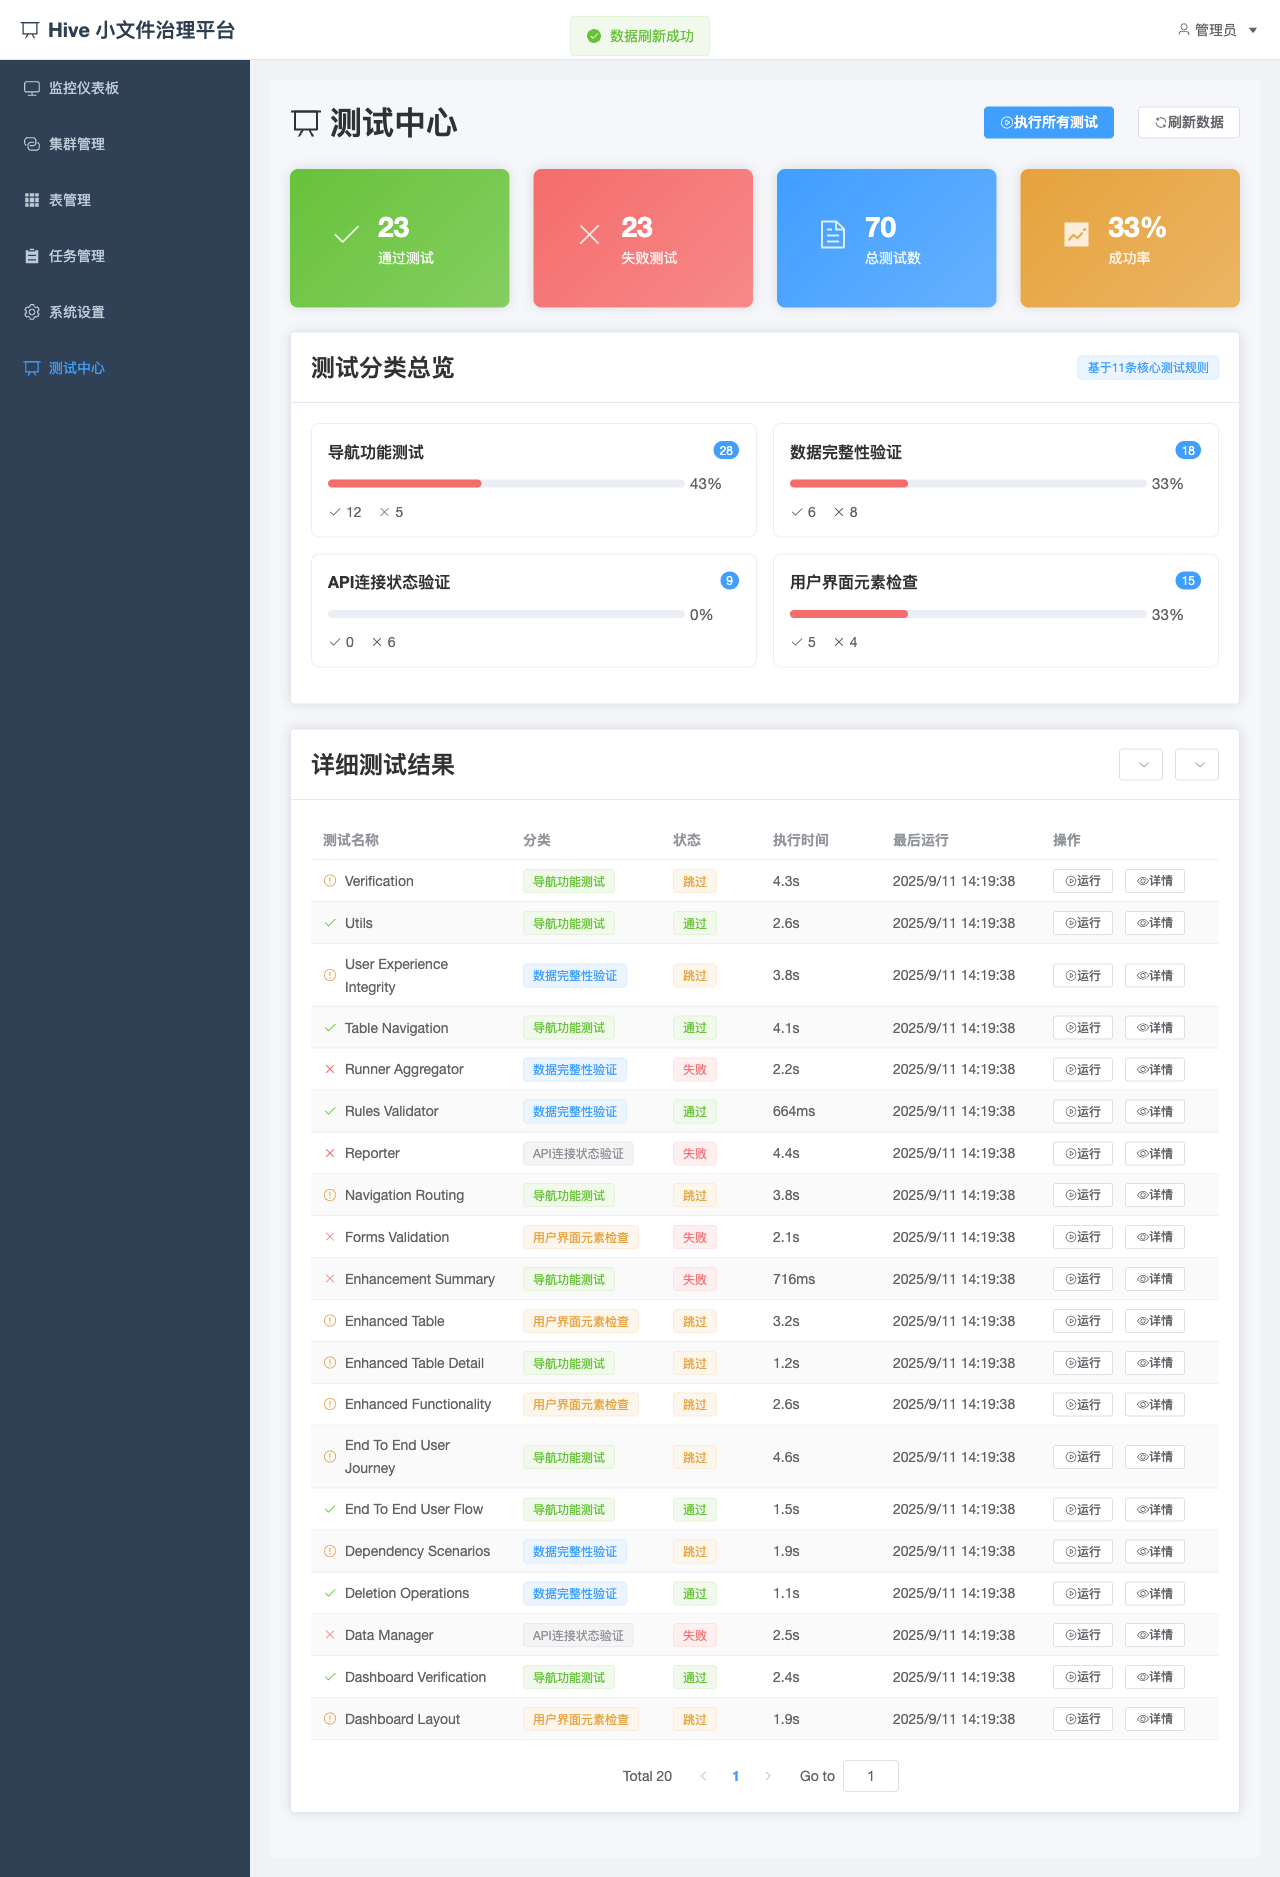 Hive 小文件治理平台
数据刷新成功
管理员
监控仪表板
集群管理
表管理
任务管理
系统设置
测试中心
测试中心
执行所有测试
刷新数据
23
通过测试
23
失败测试
70
总测试数
33%
成功率
测试分类总览
基于11条核心测试规则
导航功能测试 28
43%
12 5
数据完整性验证 18
33%
6 8
API连接状态验证 9
0%
0 6
用户界面元素检查 15
33%
5 4
详细测试结果
测试名称 分类 状态 执行时间 最后运行 操作
Verification 导航功能测试 跳过 4.3s 2025/9/11 14:19:38 运行 详情
Utils 导航功能测试 通过 2.6s 2025/9/11 14:19:38 运行 详情
User Experience
Integrity 数据完整性验证 跳过 3.8s 2025/9/11 14:19:38 运行 详情
Table Navigation 导航功能测试 通过 4.1s 2025/9/11 14:19:38 运行 详情
Runner Aggregator 数据完整性验证 失败 2.2s 2025/9/11 14:19:38 运行 详情
Rules Validator 数据完整性验证 通过 664ms 2025/9/11 14:19:38 运行 详情
Reporter API连接状态验证 失败 4.4s 2025/9/11 14:19:38 运行 详情
Navigation Routing 导航功能测试 跳过 3.8s 2025/9/11 14:19:38 运行 详情
Forms Validation 用户界面元素检查 失败 2.1s 2025/9/11 14:19:38 运行 详情
Enhancement Summary 导航功能测试 失败 716ms 2025/9/11 14:19:38 运行 详情
Enhanced Table 用户界面元素检查 跳过 3.2s 2025/9/11 14:19:38 运行 详情
Enhanced Table Detail 导航功能测试 跳过 1.2s 2025/9/11 14:19:38 运行 详情
Enhanced Functionality 用户界面元素检查 跳过 2.6s 2025/9/11 14:19:38 运行 详情
End To End User
Journey 导航功能测试 跳过 4.6s 2025/9/11 14:19:38 运行 详情
End To End User Flow 导航功能测试 通过 1.5s 2025/9/11 14:19:38 运行 详情
Dependency Scenarios 数据完整性验证 跳过 1.9s 2025/9/11 14:19:38 运行 详情
Deletion Operations 数据完整性验证 通过 1.1s 2025/9/11 14:19:38 运行 详情
Data Manager API连接状态验证 失败 2.5s 2025/9/11 14:19:38 运行 详情
Dashboard Verification 导航功能测试 通过 2.4s 2025/9/11 14:19:38 运行 详情
Dashboard Layout 用户界面元素检查 跳过 1.9s 2025/9/11 14:19:38 运行 详情
Total 20 1 Go to 1